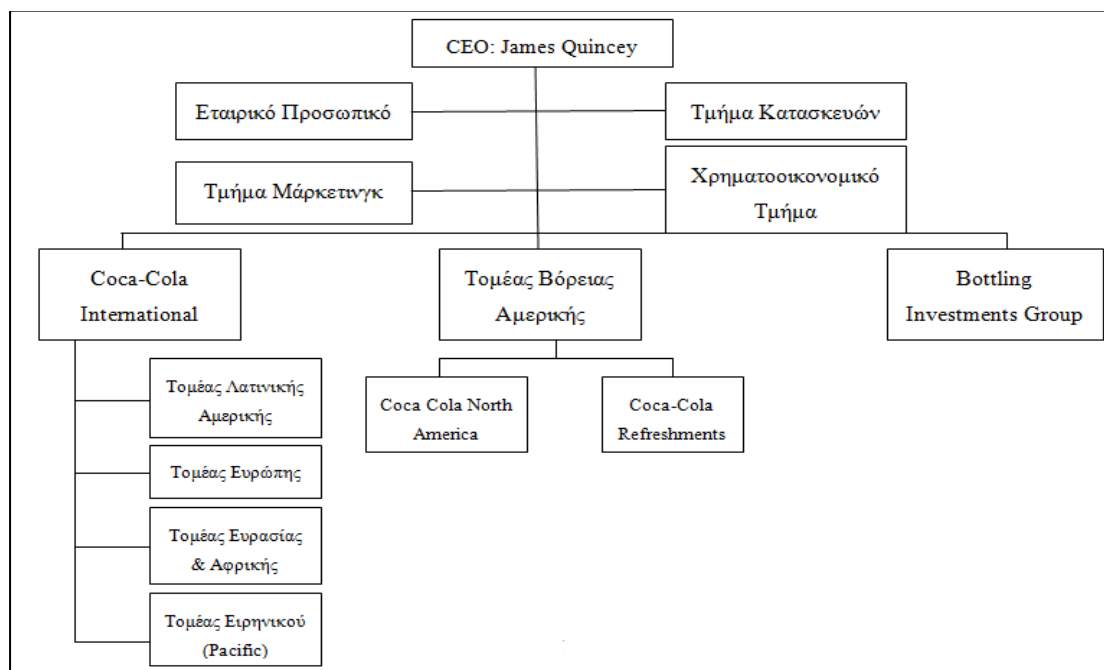 CEO: James Quincey
Εταιρικό Προσωπικό
Τμήμα Κατασκευών
Τμήμα Μάρκετινγκ
Χρηματοοικονομικό
Τμήμα
Coca-Cola
International
Τομέας Βόρειας
Αμερικής
Bottling
Investments Group
Τομέας Λατινικής
Αμερικής
Τομέας Ευρώπης
Τομέας Ευρασίας
& Αφρικής
Τομέας Ειρηνικού
(Pacific)
Coca Cola North
America
Coca-Cola
Refreshments